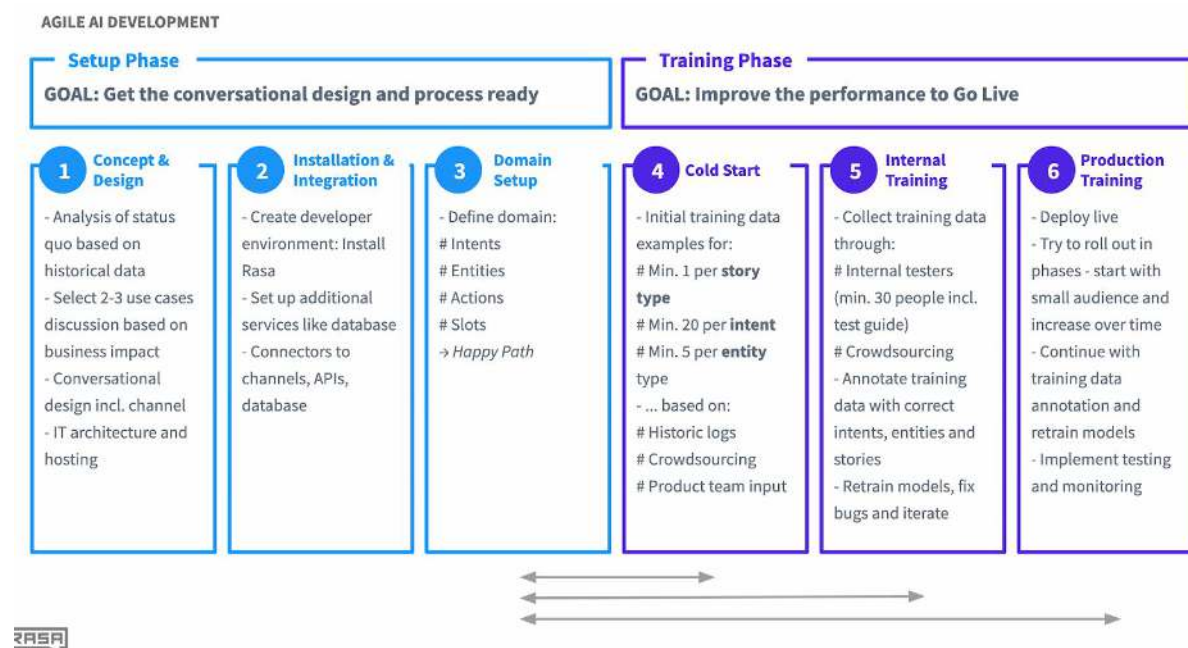 AGILE AI DEVELOPMENT
Setup Phase
GOAL: Get the conversational design and process ready
Training Phase
GOAL: Improve the performance to Go Live
1
Concept &
Design
- Analysis of status
quo based on
historical data
- Select 2-3 use cases
discussion based on
business impact
- Conversational
design incl. channel
- IT architecture and
hosting
2
Installation &
Integration
- Create developer
environment: Install
Rasa
- Set up additional
services like database
- Connectors to
channels, APIs,
database
3
Domain
Setup
- Define domain:
# Intents
# Entities
# Actions
# Slots
→ Happy Path
4
Cold Start
- Initial training data
examples for:
# Min. 1 per story
type
# Min. 20 per intent
# Min. 5 per entity
type
- ... based on:
# Historic logs
# Crowdsourcing
# Product team input
5
Internal
Training
- Collect training data
through:
# Internal testers
(min. 30 people incl.
test guide)
# Crowdsourcing
- Annotate training
data with correct
intents, entities and
stories
- Retrain models, fix
bugs and iterate
6
Production
Training
- Deploy live
- Try to roll out in
phases - start with
small audience and
increase over time
- Continue with
training data
annotation and
retrain models
- Implement testing
and monitoring
RASA